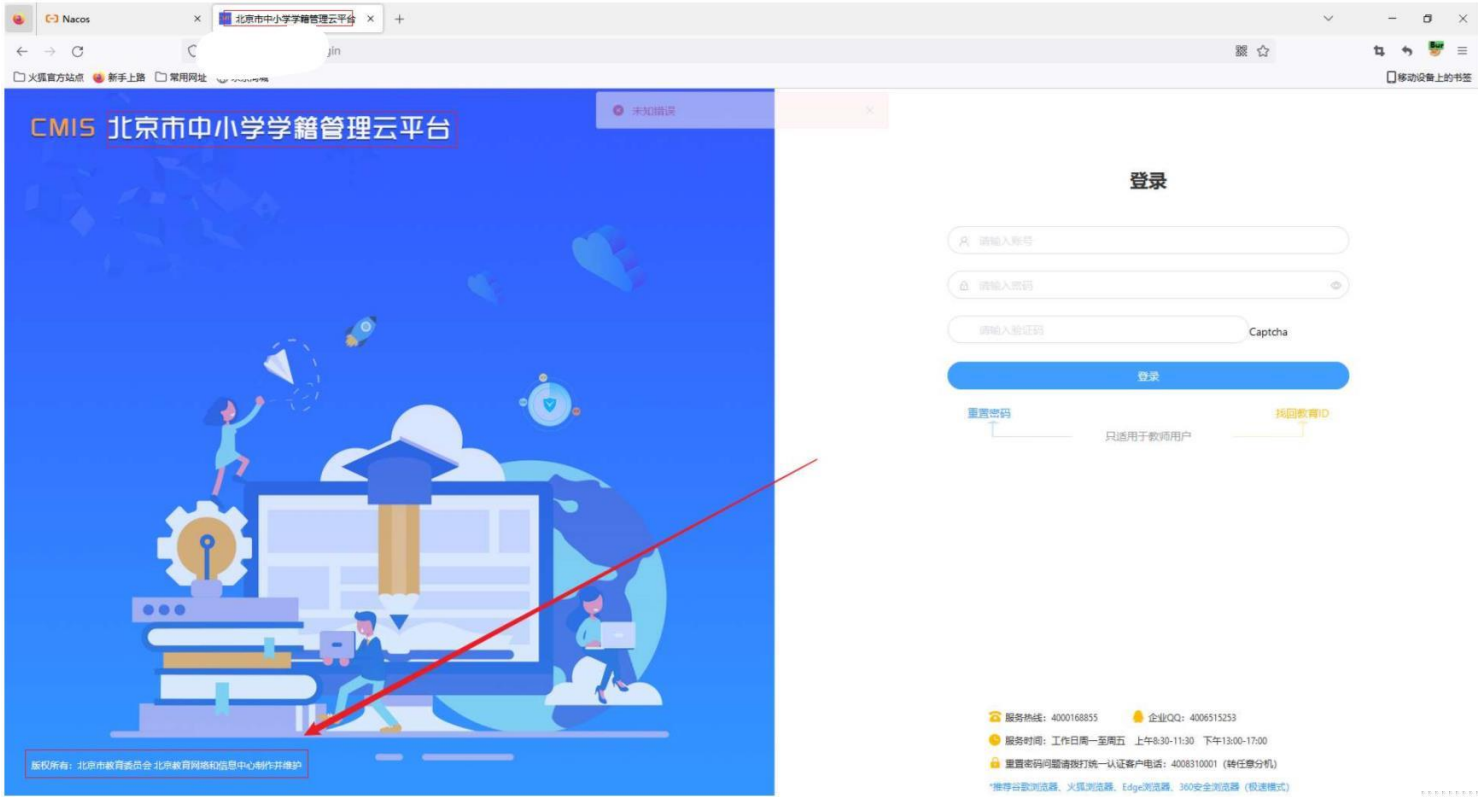 Nacos
北京市中小学学籍管理云平台
gin
火狐官方站点 新手上路 常用网址
移动设备上的书签
CMIS 北京市中小学学籍管理云平台
未知错误
登录
请输入账号
请输入密码
请输入验证码 Captcha
登录
重置密码 找回教育ID
只适用于教师用户
服务热线：4000168855 企业QQ：4006515253
服务时间：工作日周一至周五 上午8:30-11:30 下午13:00-17:00
重置密码问题请拨打统一认证客户电话：4008310001（转任意分机）
*推荐谷歌浏览器、火狐浏览器、Edge浏览器、360安全浏览器（极速模式）
版权所有：北京市教育委员会 北京教育网络和信息中心制作并维护